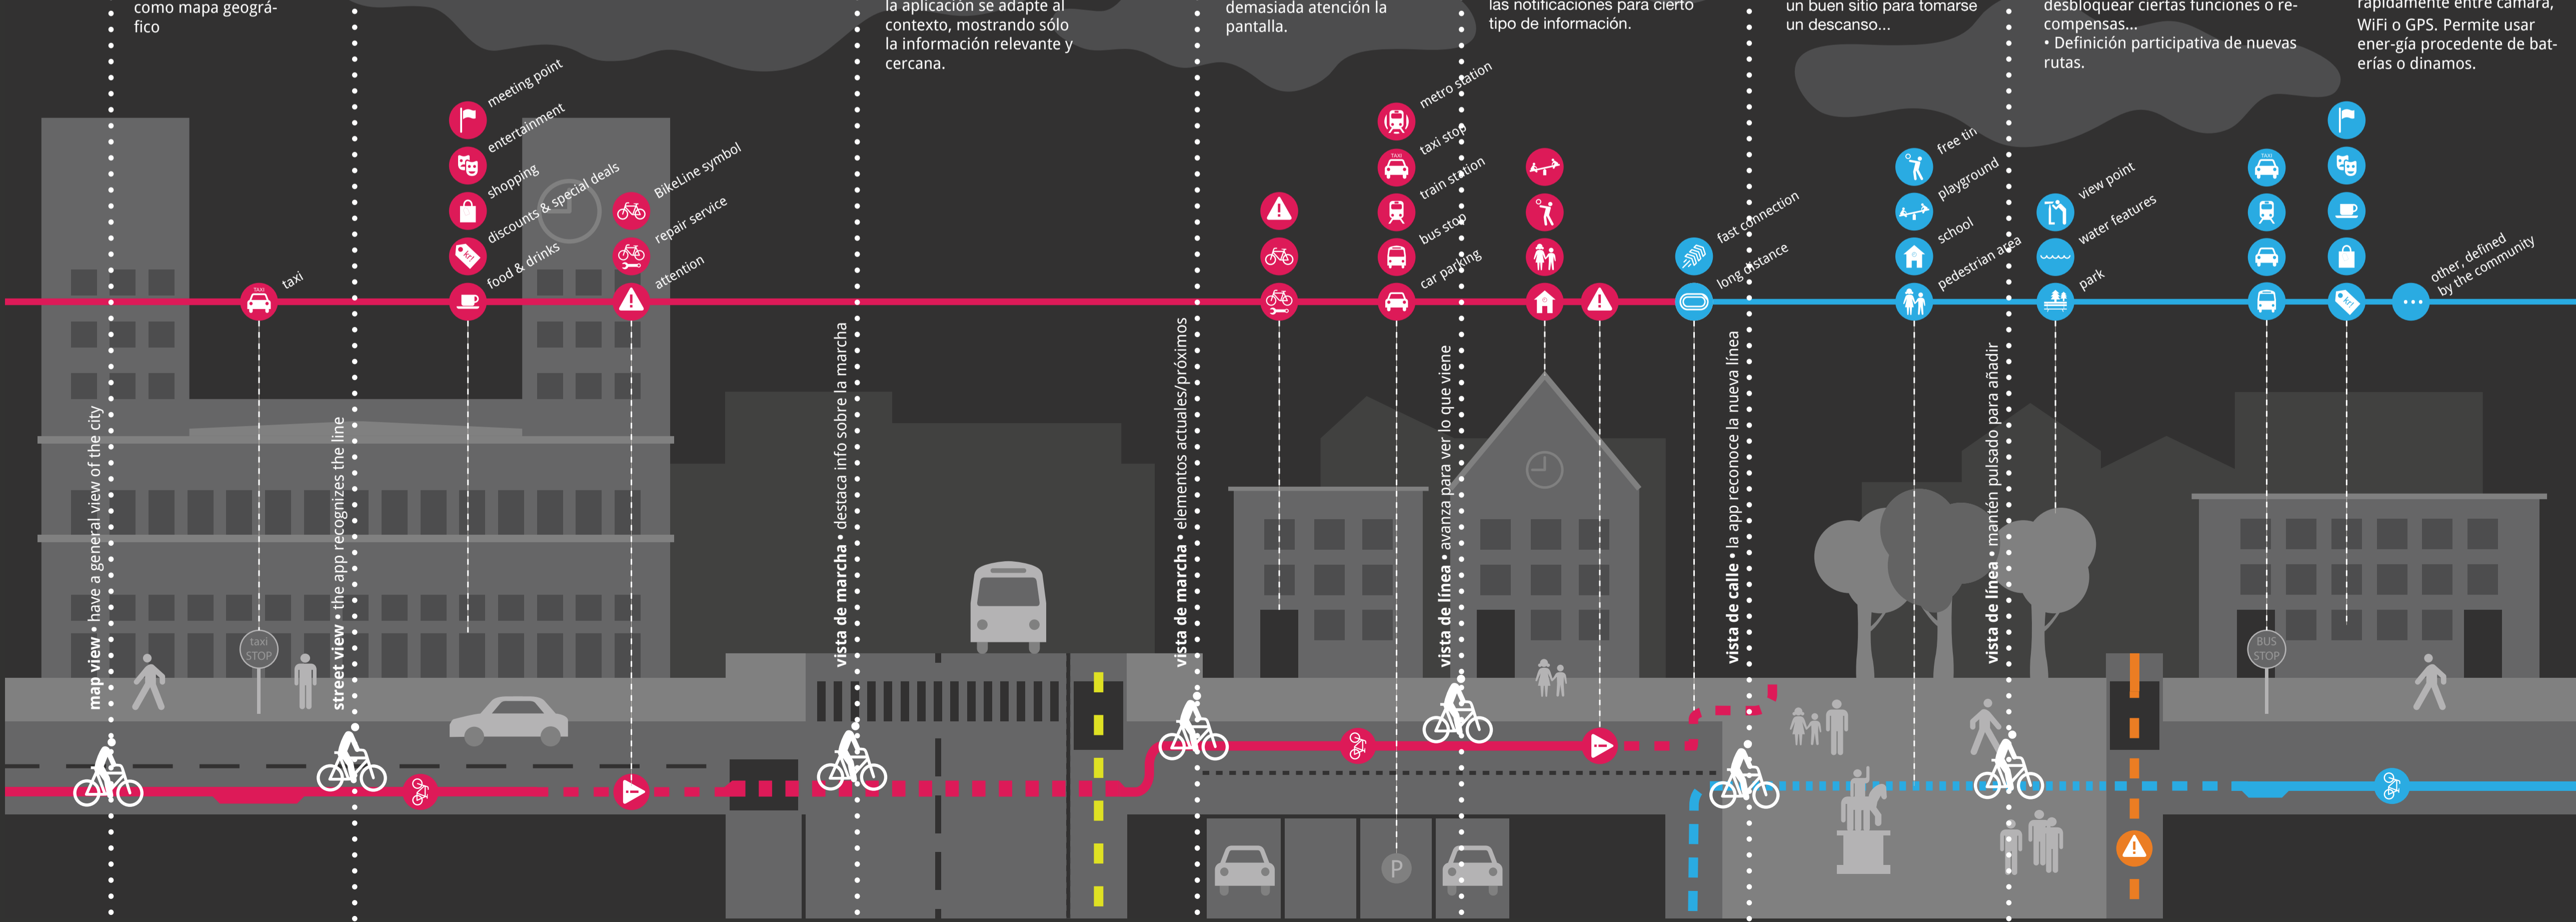 como mapa geográ-
fico
la aplicación se adapte al
contexto, mostrando sólo
la información relevante y
cercana.
demasiada atención la
pantalla.
las notificaciones para cierto
tipo de información.
un buen sitio para tomarse
un descanso...
desbloquear ciertas funciones o re-
compensas...
• Definición participativa de nuevas
rutas.
rápidamente entre cámara,
WiFi o GPS. Permite usar
ener-gía procedente de bat-
erías o dinamos.
taxi
meeting point
entertainment
shopping
discounts & special deals
food & drinks
BikeLine symbol
repair service
attention
metro station
taxi stop
train station
bus stop
car parking
fast connection
long distance
free tin
playground
school
pedestrian area
view point
water features
park
other, defined
by the community
TAXI
kr!
TAXI
TAXI
kr!
map view • have a general view of the city
street view • the app recognizes the line
vista de marcha • destaca info sobre la marcha
vista de marcha • elementos actuales/próximos
vista de línea • avanza para ver lo que viene
vista de calle • la app reconoce la nueva línea
vista de línea • mantén pulsado para añadir
taxi
STOP
BUS
STOP
P